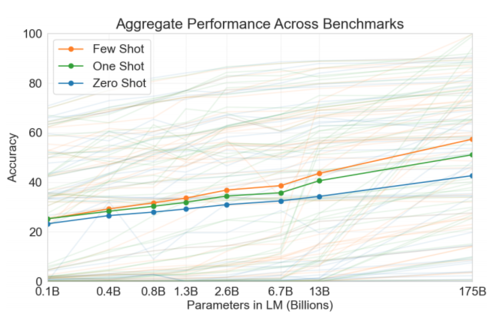 Aggregate Performance Across Benchmarks
100
80
60
40
20
0
Accuracy
Few Shot
One Shot
Zero Shot
0.1B 0.4B 0.8B 1.3B 2.6B 6.7B 13B 175B
Parameters in LM (Billions)